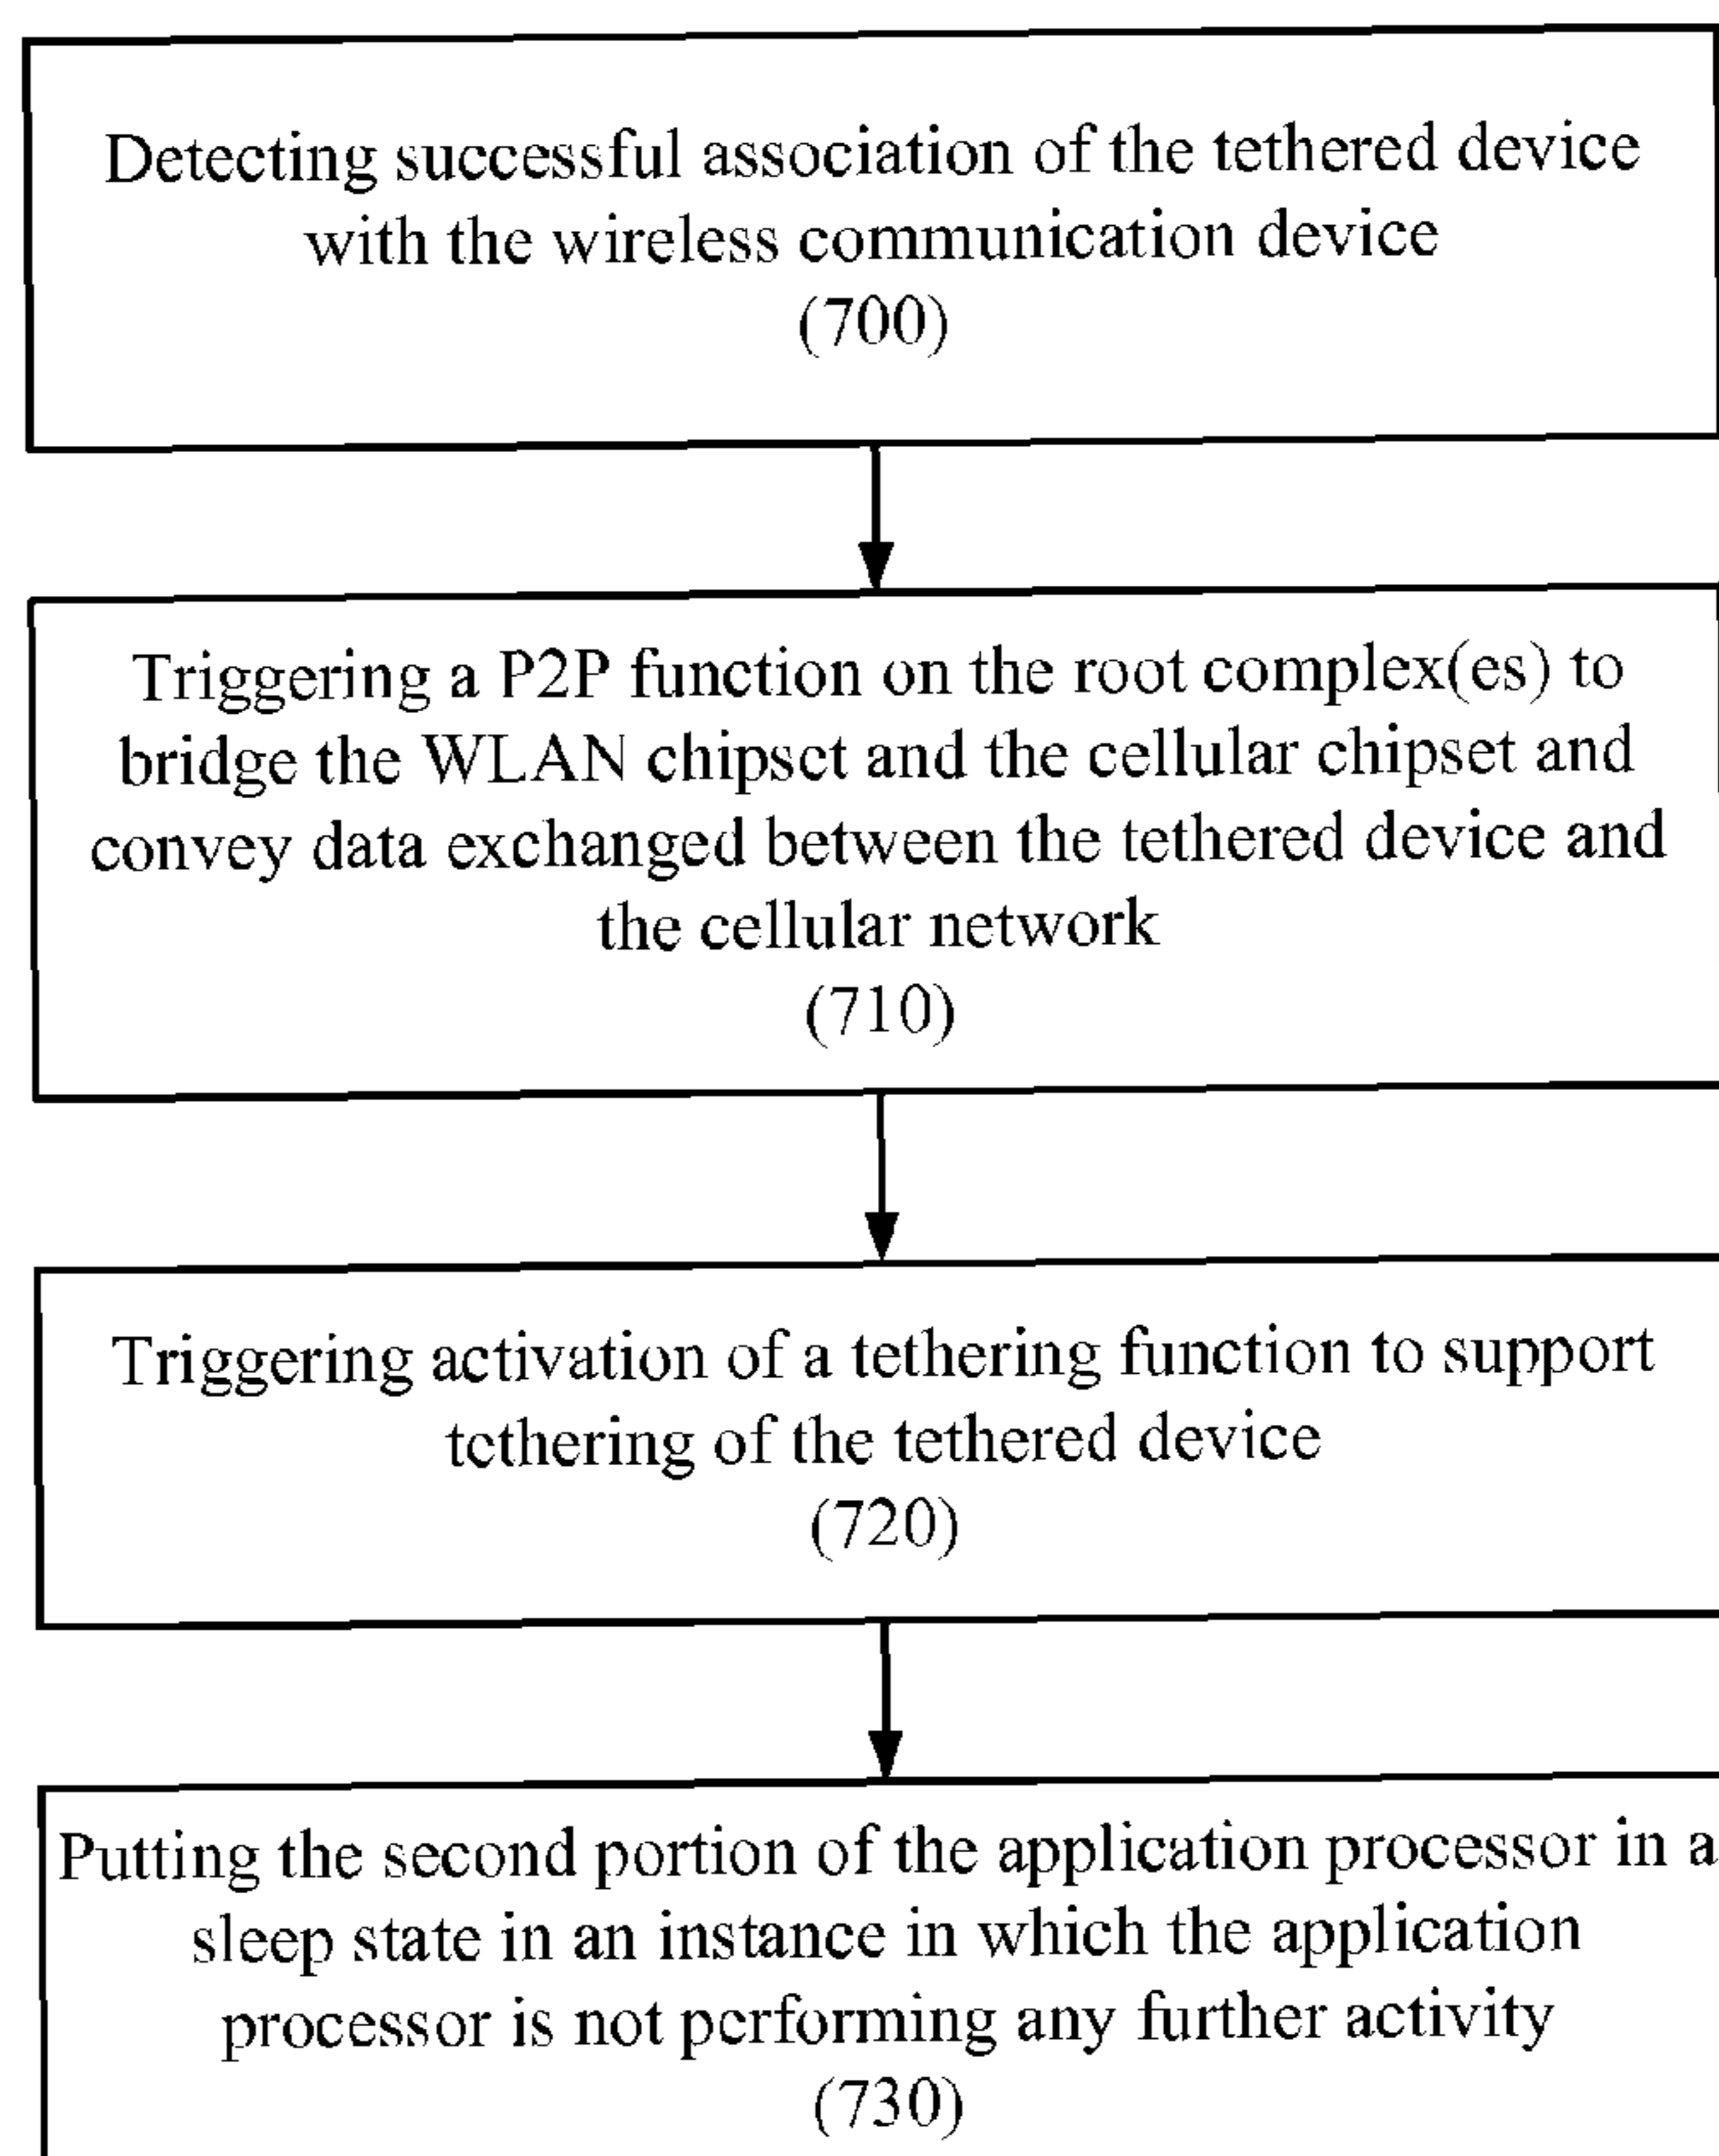 Detecting successful association of the tethered device
with the wireless communication device
(700)
Triggering a P2P function on the root complex(es) to
bridge the WLAN chipset and the cellular chipset and
convey data exchanged between the tethered device and
the cellular network
(710)
Triggering activation of a tethering function to support
tethering of the tethered device
(720)
Putting the second portion of the application processor in a
sleep state in an instance in which the application
processor is not performing any further activity
(730)